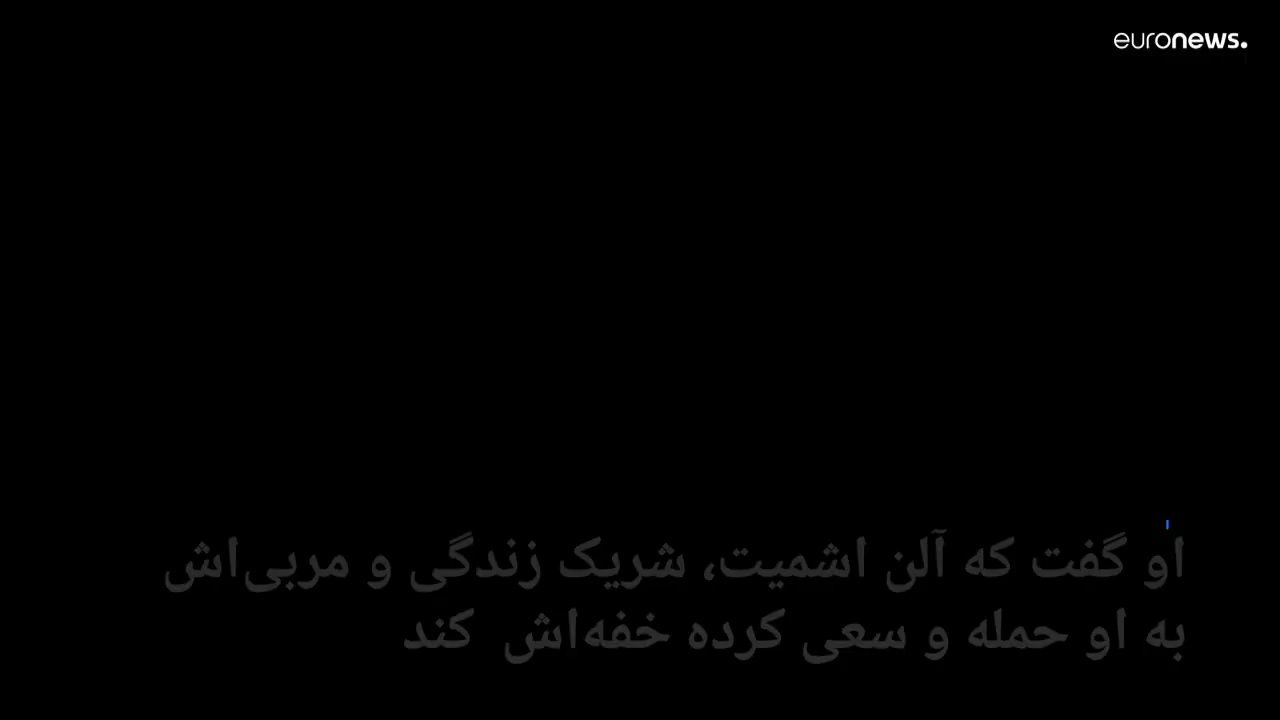 euronews.
او گفت که آلن اشمیت، شریک زندگی و مربی‌اش
به او حمله و سعی کرده خفه‌اش  کند